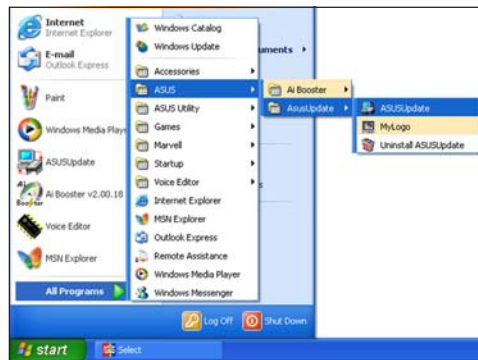 Internet
Internet Explorer
E-mail
Outlook Express
Paint
Windows Media Playe
ASUSUpdate
Ai Booster v2.00.18
Voice Editor
MSN Explorer
All Programs
Windows Catalog
Windows Update
Accessories
ASUS
ASUS Utility
Games
Marvell
Startup
Voice Editor
Internet Explorer
MSN Explorer
Outlook Express
Remote Assistance
Windows Media Player
Windows Messenger
uments
Ai Booster
AsusUpdate
ASUSUpdate
MyLogo
Uninstall ASUSUpdate
s
Log Off
Shut Down
start
Select